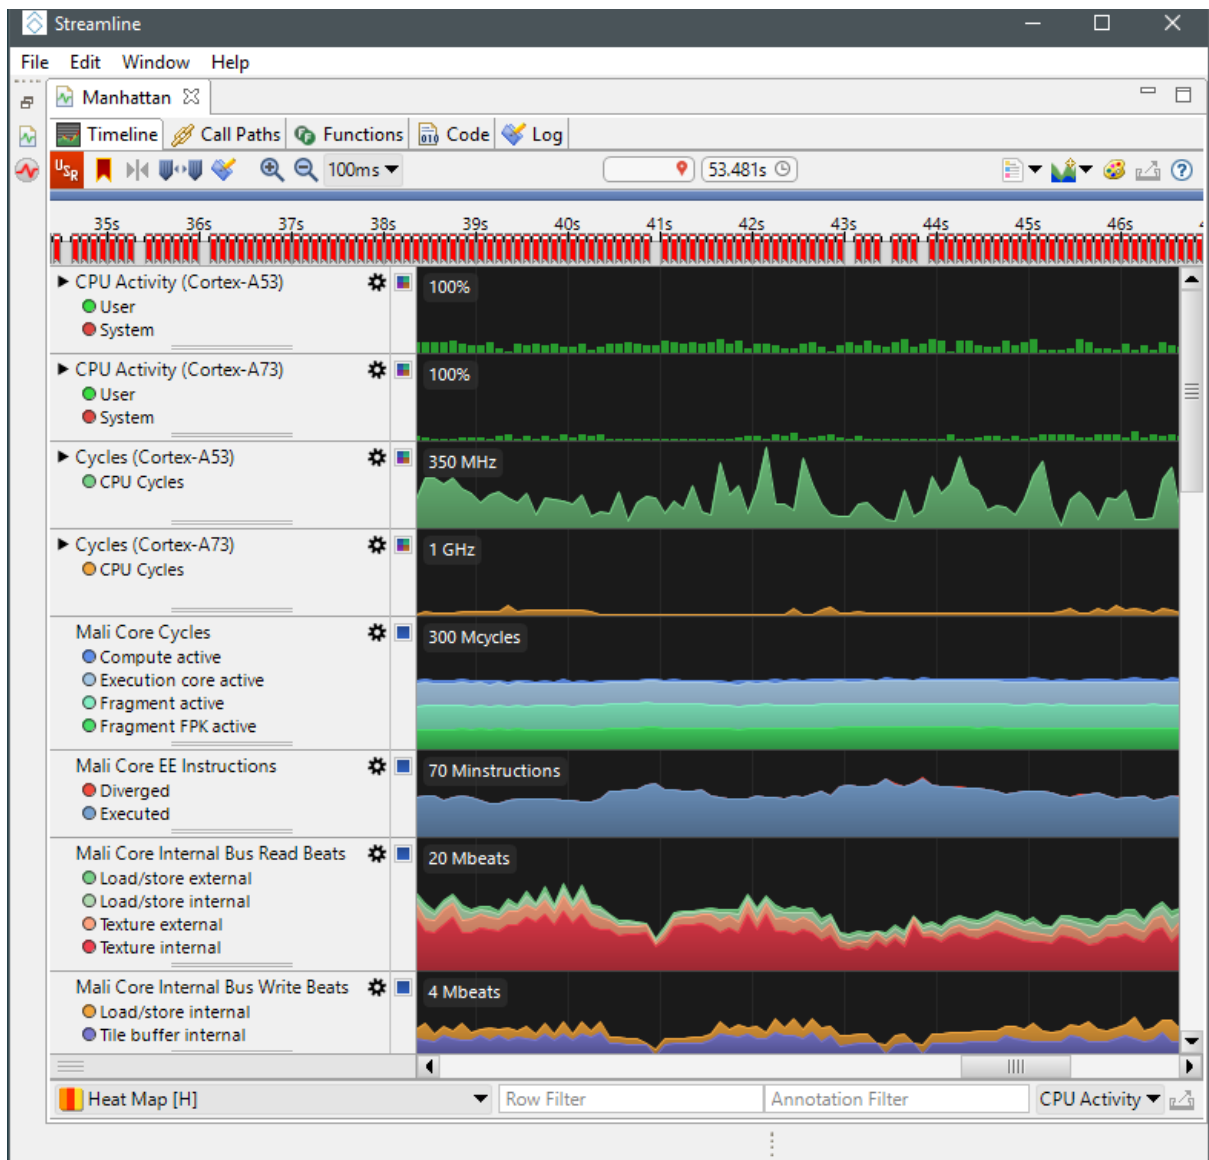 Streamline
File Edit Window Help
Manhattan
Timeline Call Paths Functions Code Log
USR 100ms 53.481s
35s 36s 37s 38s 39s 40s 41s 42s 43s 44s 45s 46s
CPU Activity (Cortex-A53)
User
System
100%
CPU Activity (Cortex-A73)
User
System
100%
Cycles (Cortex-A53)
CPU Cycles
350 MHz
Cycles (Cortex-A73)
CPU Cycles
1 GHz
Mali Core Cycles
Compute active
Execution core active
Fragment active
Fragment FPK active
300 Mcycles
Mali Core EE Instructions
Diverged
Executed
70 Minstructions
Mali Core Internal Bus Read Beats
Load/store external
Load/store internal
Texture external
Texture internal
20 Mbeats
Mali Core Internal Bus Write Beats
Load/store internal
Tile buffer internal
4 Mbeats
Heat Map [H] Row Filter Annotation Filter CPU Activity